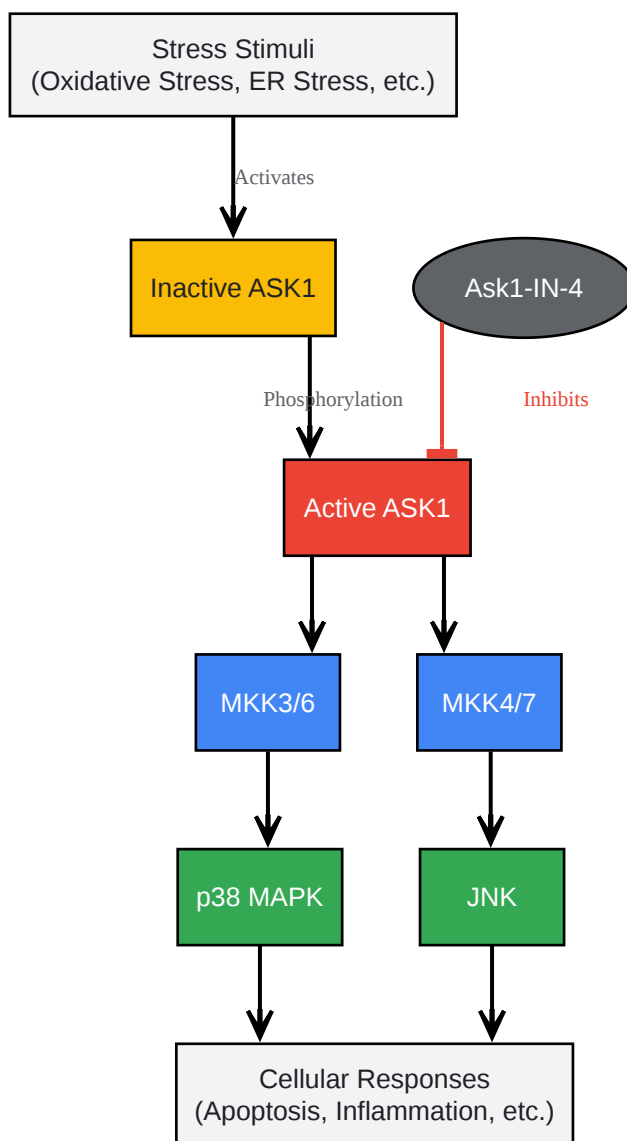 Stress Stimuli
(Oxidative Stress, ER Stress, etc.)
Activates
Inactive ASK1
Ask1-IN-4
Phosphorylation
Inhibits
Active ASK1
MKK3/6
MKK4/7
p38 MAPK
JNK
Cellular Responses
(Apoptosis, Inflammation, etc.)